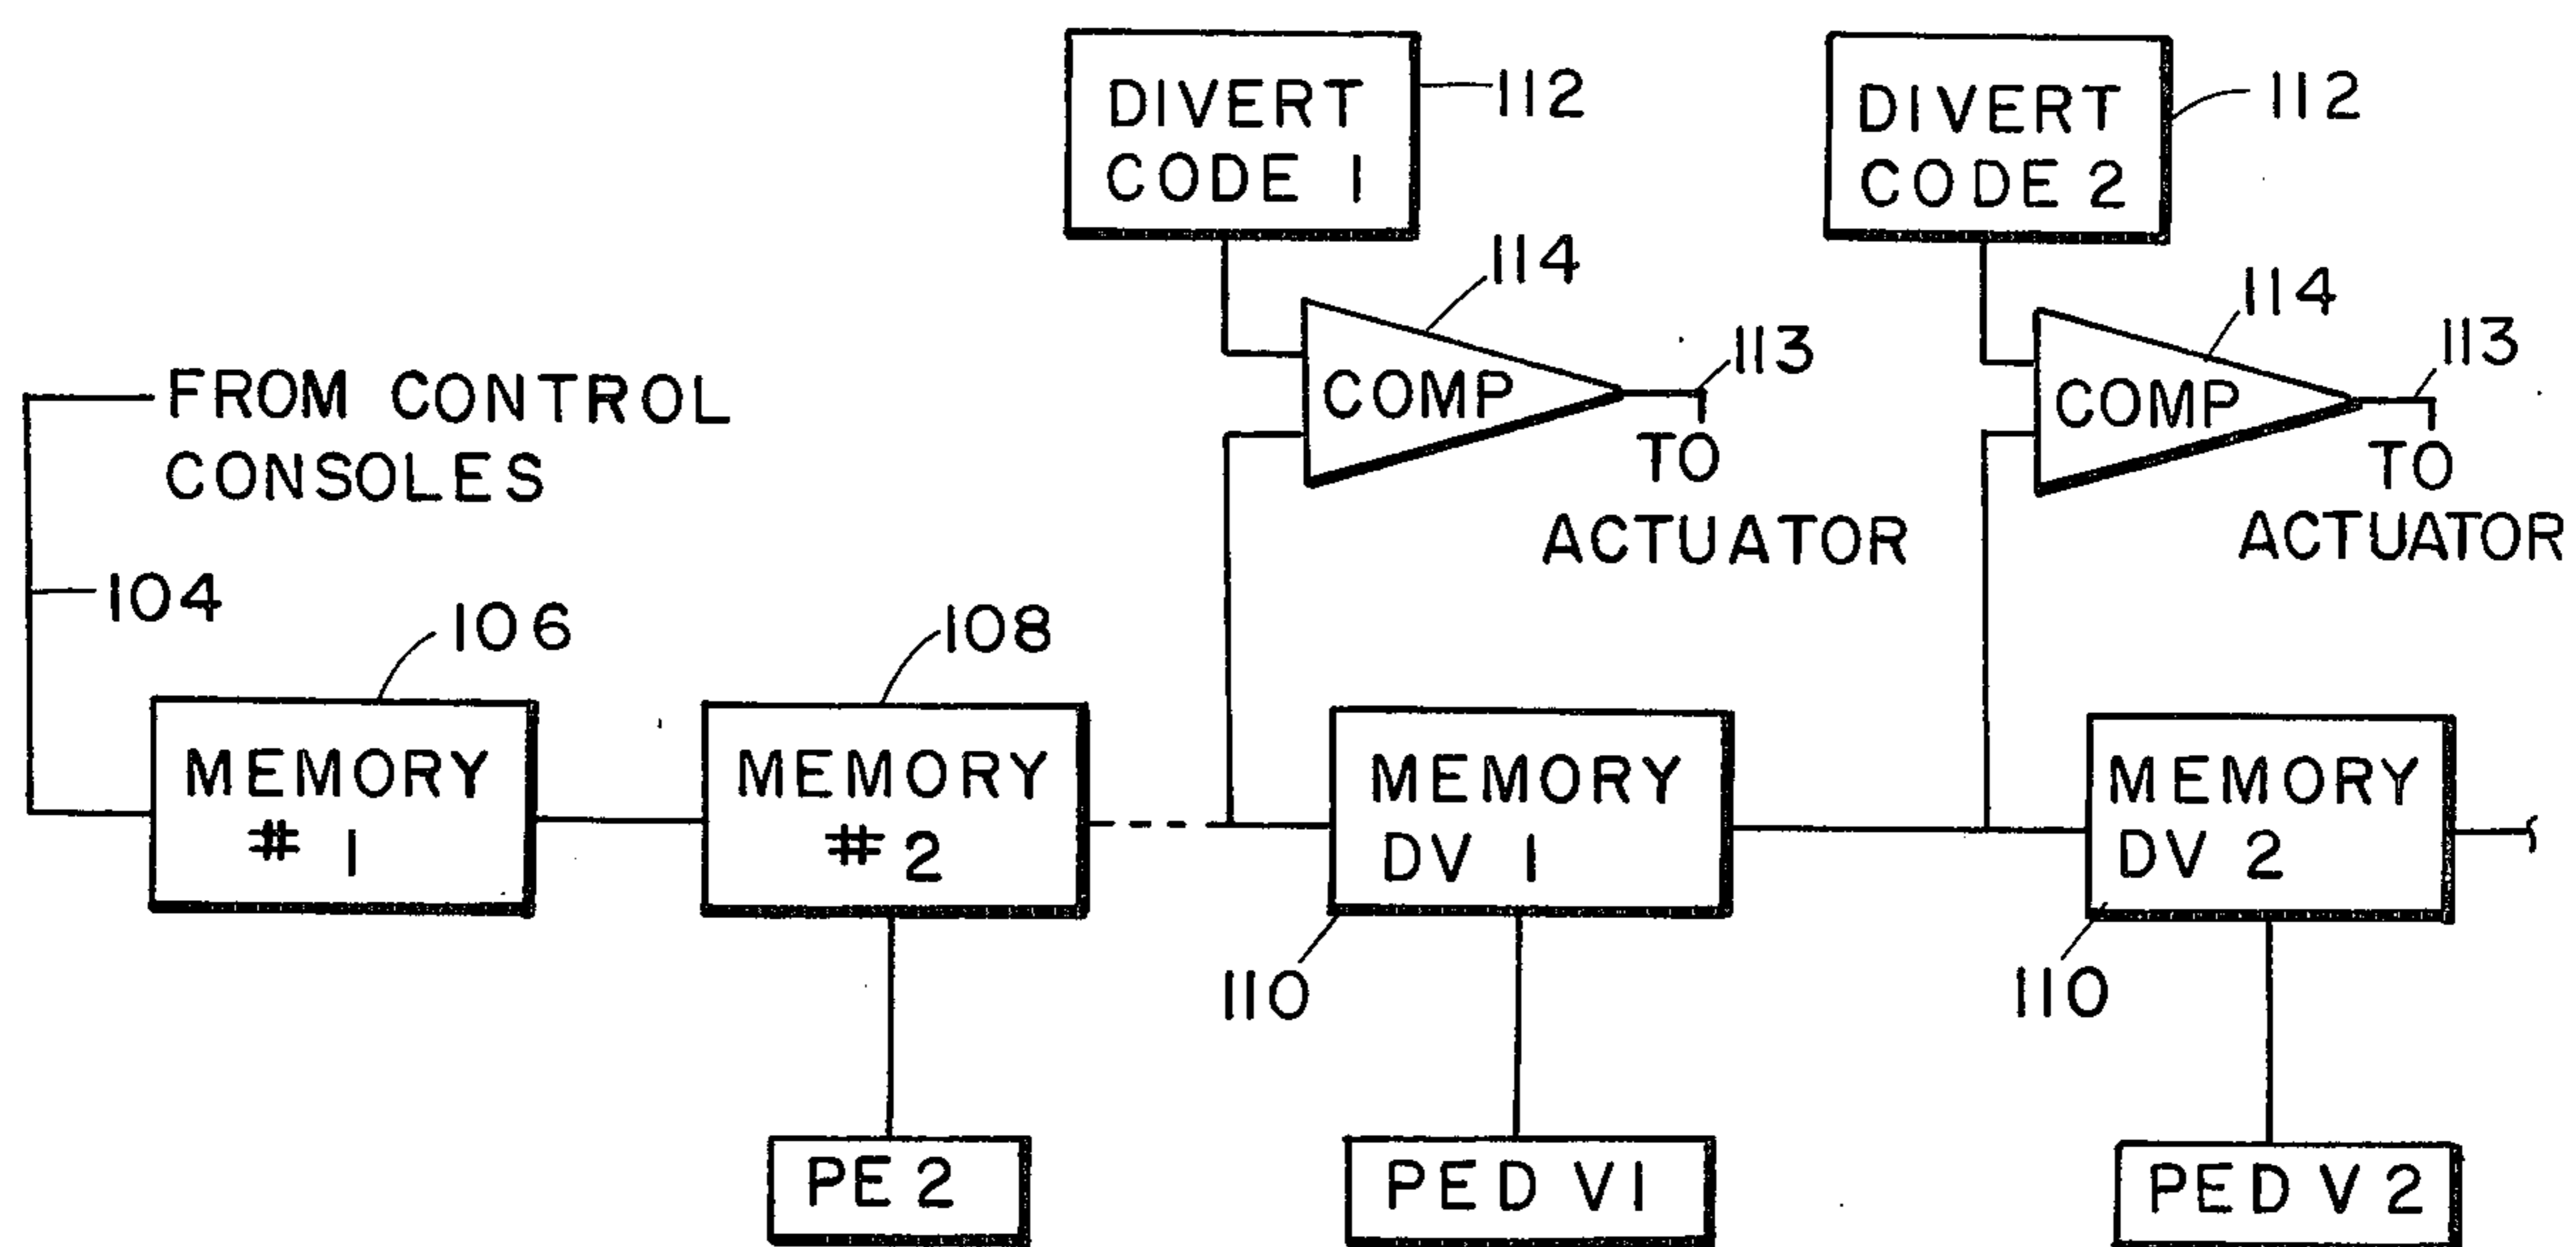 DIVERT
CODE 1
112
DIVERT
CODE 2
112
114
COMP
113
TO
ACTUATOR
114
COMP
113
TO
ACTUATOR
FROM CONTROL
CONSOLES
104
106
108
MEMORY
# 1
MEMORY
# 2
MEMORY
DV 1
MEMORY
DV 2
110
110
PE 2
PED V1
PED V 2